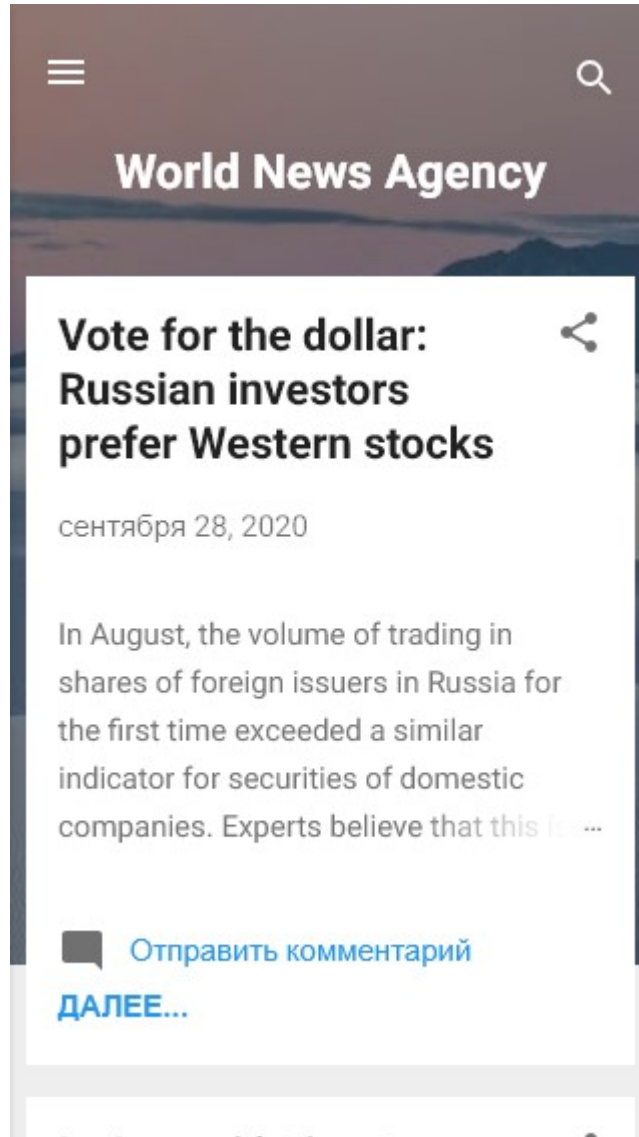 World News Agency
Vote for the dollar:
Russian investors
prefer Western stocks
сентября 28, 2020
In August, the volume of trading in
shares of foreign issuers in Russia for
the first time exceeded a similar
indicator for securities of domestic
companies. Experts believe that this ...
Отправить комментарий
ДАЛЕЕ...